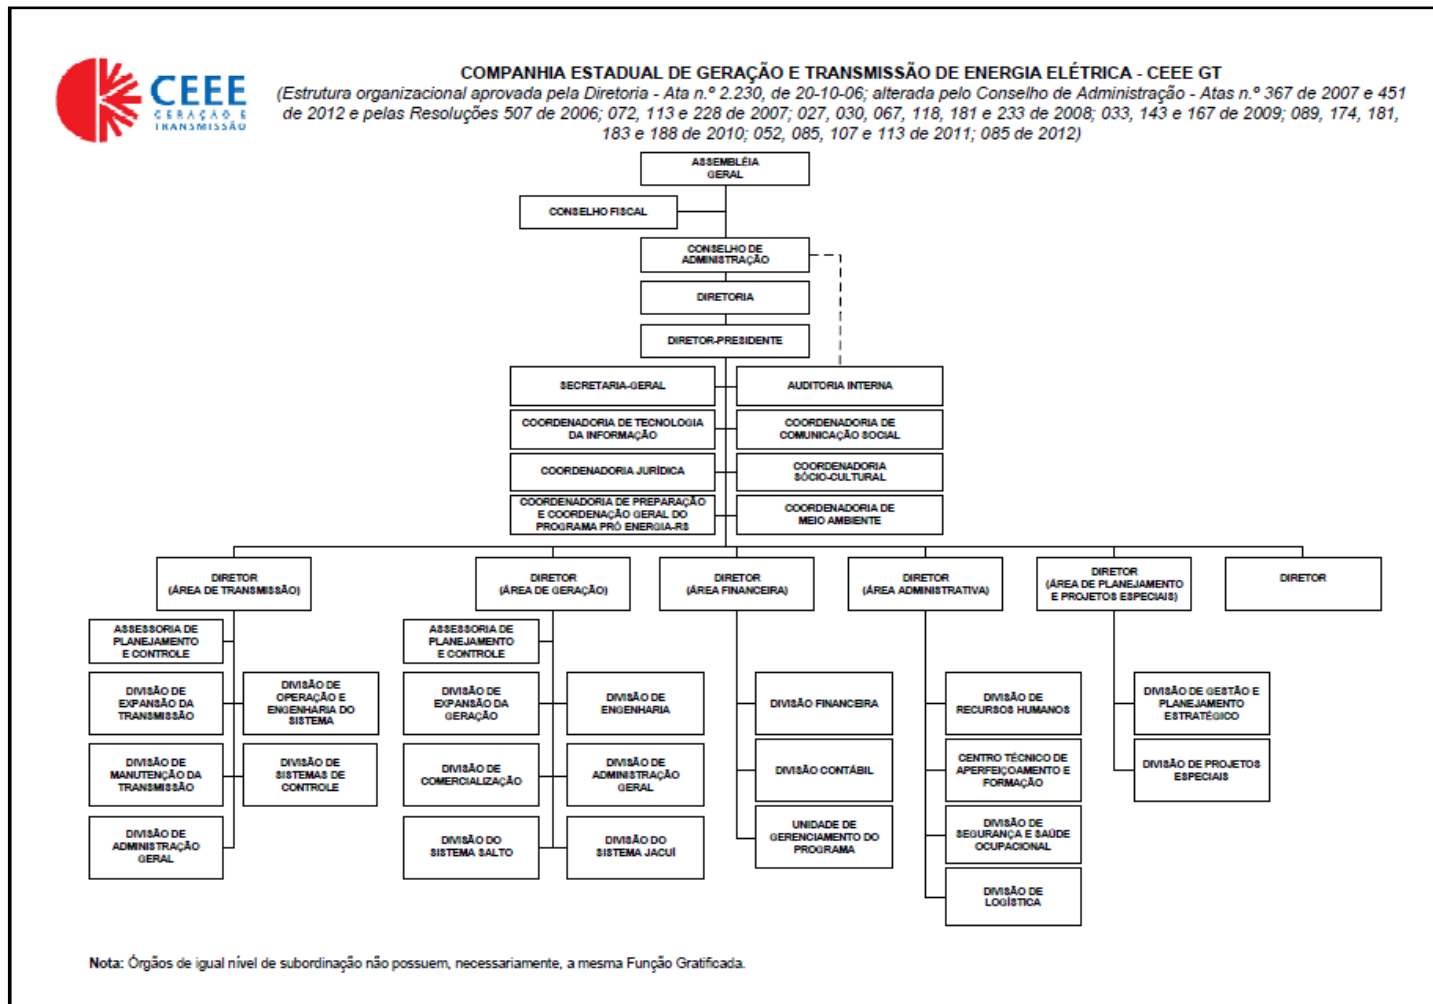 CEEE
GERAÇÃO E
TRANSMISSÃO
COMPANHIA ESTADUAL DE GERAÇÃO E TRANSMISSÃO DE ENERGIA ELÉTRICA - CEEE GT
(Estrutura organizacional aprovada pela Diretoria - Ata n.º 2.230, de 20-10-06; alterada pelo Conselho de Administração - Atas n.º 367 de 2007 e 451
de 2012 e pelas Resoluções 507 de 2006; 072, 113 e 228 de 2007; 027, 030, 067, 118, 181 e 233 de 2008; 033, 143 e 167 de 2009; 089, 174, 181,
183 e 188 de 2010; 052, 085, 107 e 113 de 2011; 085 de 2012)
ASSEMBLÉIA
GERAL
CONSELHO FISCAL
CONSELHO DE
ADMINISTRAÇÃO
DIRETORIA
DIRETOR-PRESIDENTE
SECRETARIA-GERAL
AUDITORIA INTERNA
COORDENADORIA DE TECNOLOGIA
DA INFORMAÇÃO
COORDENADORIA DE
COMUNICAÇÃO SOCIAL
COORDENADORIA JURÍDICA
COORDENADORIA
SÓCIO-CULTURAL
COORDENADORIA DE PREPARAÇÃO
E COORDENAÇÃO GERAL DO
PROGRAMA PRÓ ENERGIA-RS
COORDENADORIA DE
MEIO AMBIENTE
DIRETOR
(ÁREA DE TRANSMISSÃO)
DIRETOR
(ÁREA DE GERAÇÃO)
DIRETOR
(ÁREA FINANCEIRA)
DIRETOR
(ÁREA ADMINISTRATIVA)
DIRETOR
(ÁREA DE PLANEJAMENTO
E PROJETOS ESPECIAIS)
DIRETOR
ASSESSORIA DE
PLANEJAMENTO
E CONTROLE
DIVISÃO DE
EXPANSÃO DA
TRANSMISSÃO
DIVISÃO DE
OPERAÇÃO E
ENGENHARIA DO
SISTEMA
DIVISÃO DE
MANUTENÇÃO DA
TRANSMISSÃO
DIVISÃO DE
SISTEMAS DE
CONTROLE
DIVISÃO DE
ADMINISTRAÇÃO
GERAL
ASSESSORIA DE
PLANEJAMENTO
E CONTROLE
DIVISÃO DE
EXPANSÃO DA
GERAÇÃO
DIVISÃO DE
ENGENHARIA
DIVISÃO DE
COMERCIALIZAÇÃO
DIVISÃO DE
ADMINISTRAÇÃO
GERAL
DIVISÃO DO
SISTEMA SALTO
DIVISÃO DO
SISTEMA JACUÍ
DIVISÃO FINANCEIRA
DIVISÃO CONTÁBIL
UNIDADE DE
GERENCIAMENTO DO
PROGRAMA
DIVISÃO DE
RECURSOS HUMANOS
CENTRO TÉCNICO DE
APERFEIÇOAMENTO E
FORMAÇÃO
DIVISÃO DE
SEGURANÇA E SAÚDE
OCUPACIONAL
DIVISÃO DE
LOGÍSTICA
DIVISÃO DE GESTÃO E
PLANEJAMENTO
ESTRATÉGICO
DIVISÃO DE PROJETOS
ESPECIAIS
Nota: Órgãos de igual nível de subordinação não possuem, necessariamente, a mesma Função Gratificada.